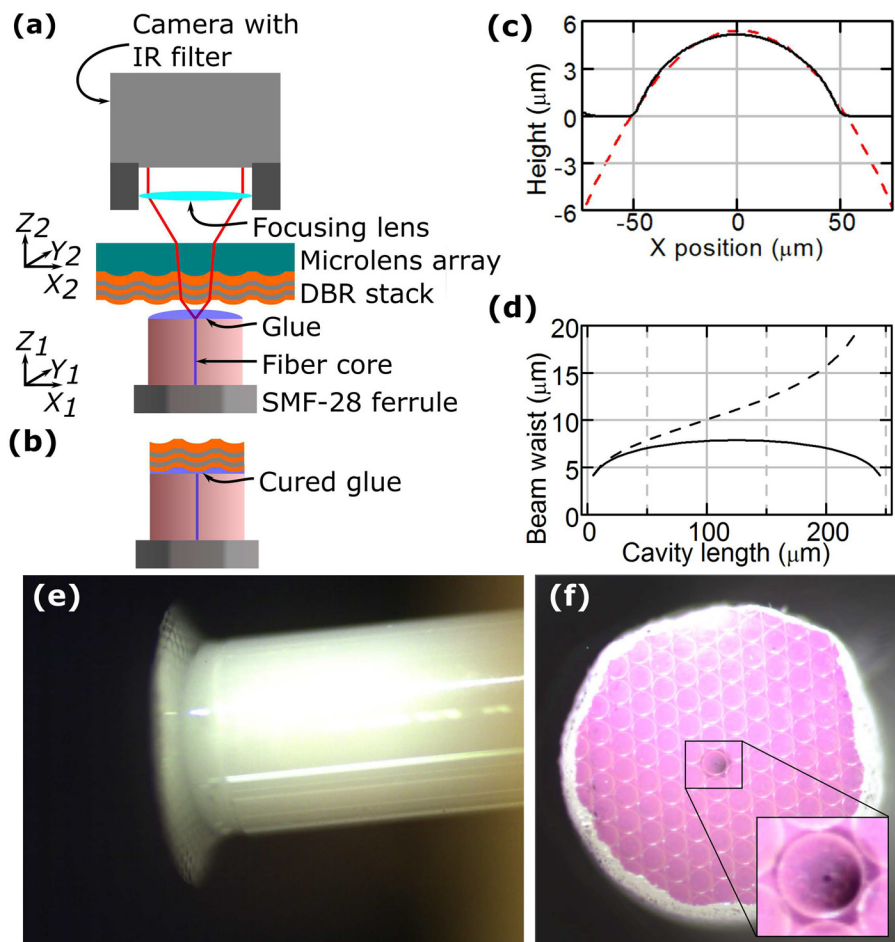 (a)
Camera with
IR filter
Focusing lens
Z2
Y2
X2
Microlens array
DBR stack
Glue
Z1
Y1
X1
Fiber core
SMF-28 ferrule
(b)
Cured glue
(c)
Height (μm)
6
3
0
-3
-6
-50 0 50
X position (μm)
(d)
Beam waist (μm)
20
15
10
5
0
0 100 200
Cavity length (μm)
(e)
(f)